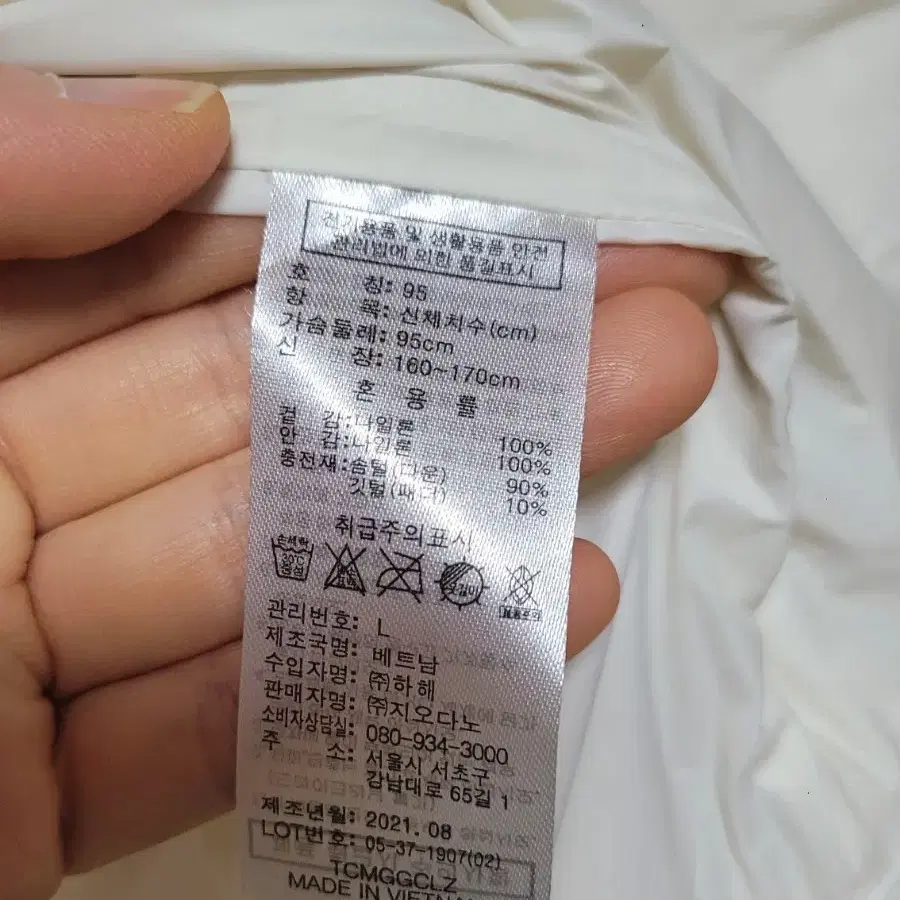 전기용품 및 생활용품 안전
관리법에 의한 품질표시
호 칭: 95
항 목: 신체치수(cm)
가슴둘레: 95cm
신 장: 160~170cm
혼 용 률
겉 감: 나일론 100%
안 감: 나일론 100%
충전재: 솜털(다운) 90%
깃털(페더) 10%
취급주의표시
손세탁
30℃
중성
관리번호: L
제조국명: 베트남
수입자명: ㈜하해
판매자명: ㈜지오다노
소비자상담실: 080-934-3000
주 소: 서울시 서초구
강남대로 65길 1
제조년월: 2021. 08
LOT번호: 05-37-1907(02)
TCMGGCLZ
MADE IN VIETNAM